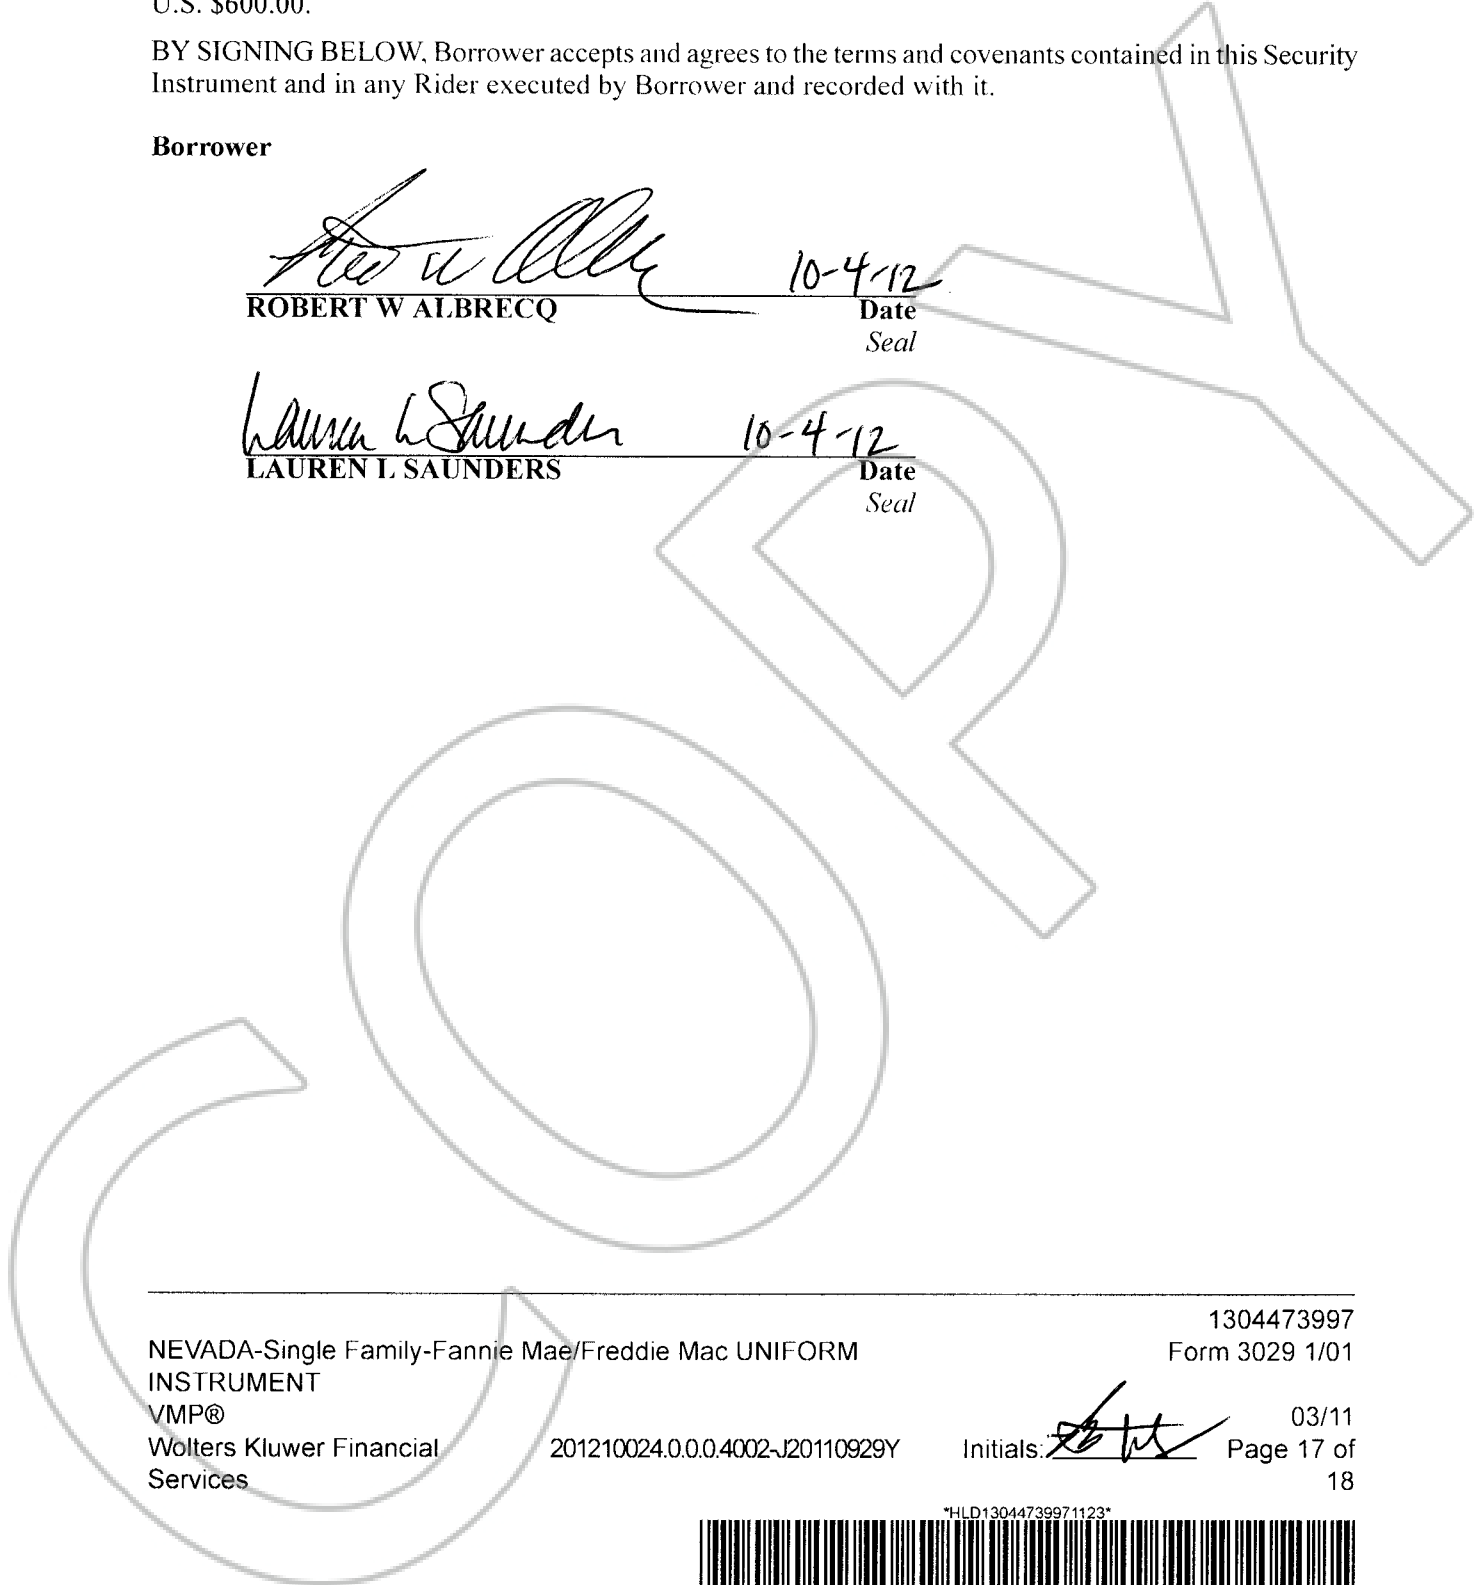 U.S. $600.00.
BY SIGNING BELOW, Borrower accepts and agrees to the terms and covenants contained in this Security
Instrument and in any Rider executed by Borrower and recorded with it.
Borrower
10-4-12
ROBERT W ALBRECQ Date
Seal
Lauren L Saunders 10-4-12
LAUREN L SAUNDERS Date
Seal
COPY
1304473997
NEVADA-Single Family-Fannie Mae/Freddie Mac UNIFORM Form 3029 1/01
INSTRUMENT
VMP® 03/11
Wolters Kluwer Financial 201210024.0.0.0.4002-J20110929Y Initials: Page 17 of
Services 18
*HLD13044739971123*